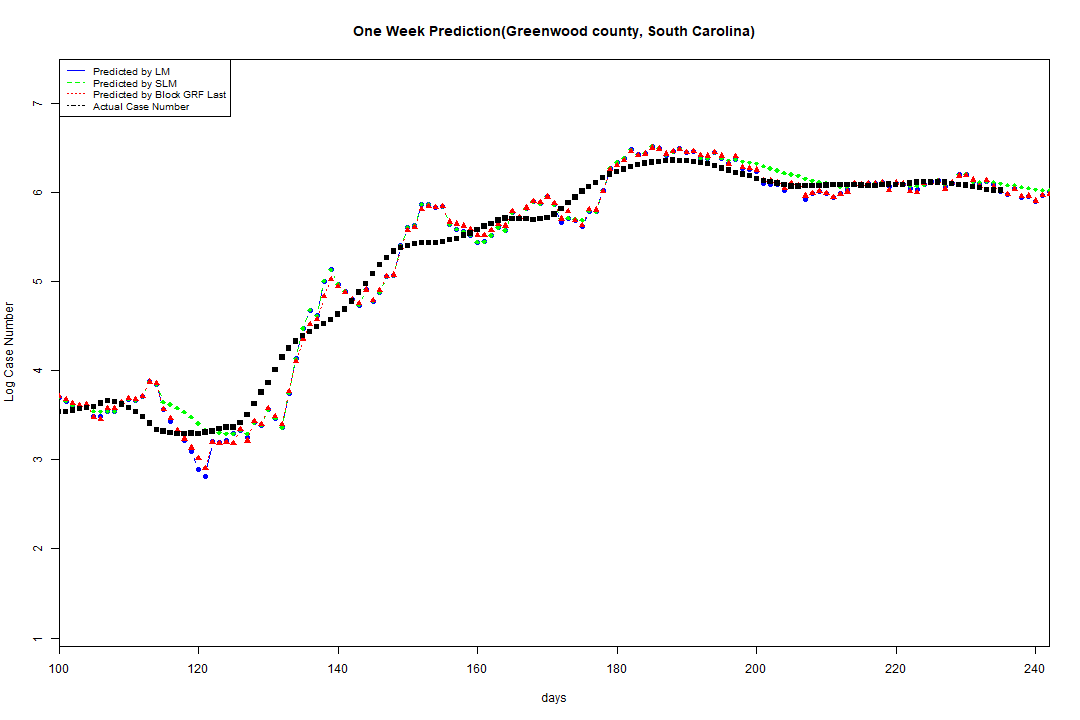 One Week Prediction(Greenwood county, South Carolina)
Predicted by LM
Predicted by SLM
Predicted by Block GRF Last
Actual Case Number
7
6
5
4
3
2
1
Log Case Number
100 120 140 160 180 200 220 240
days